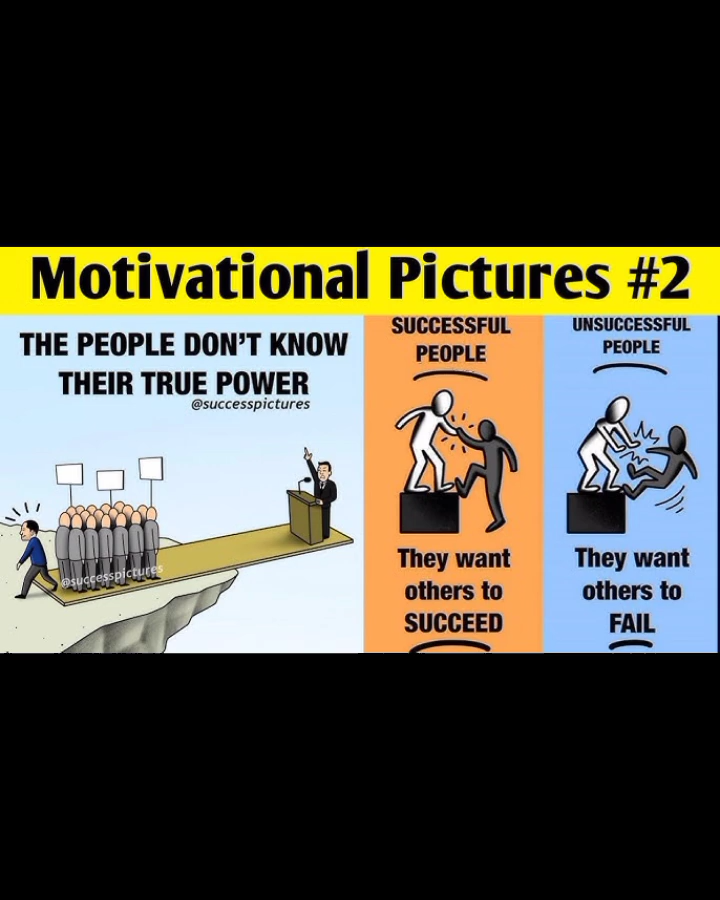 Motivational Pictures #2
THE PEOPLE DON'T KNOW
THEIR TRUE POWER
@successpictures
@successpictures
SUCCESSFUL
PEOPLE
They want
others to
SUCCEED
UNSUCCESSFUL
PEOPLE
They want
others to
FAIL